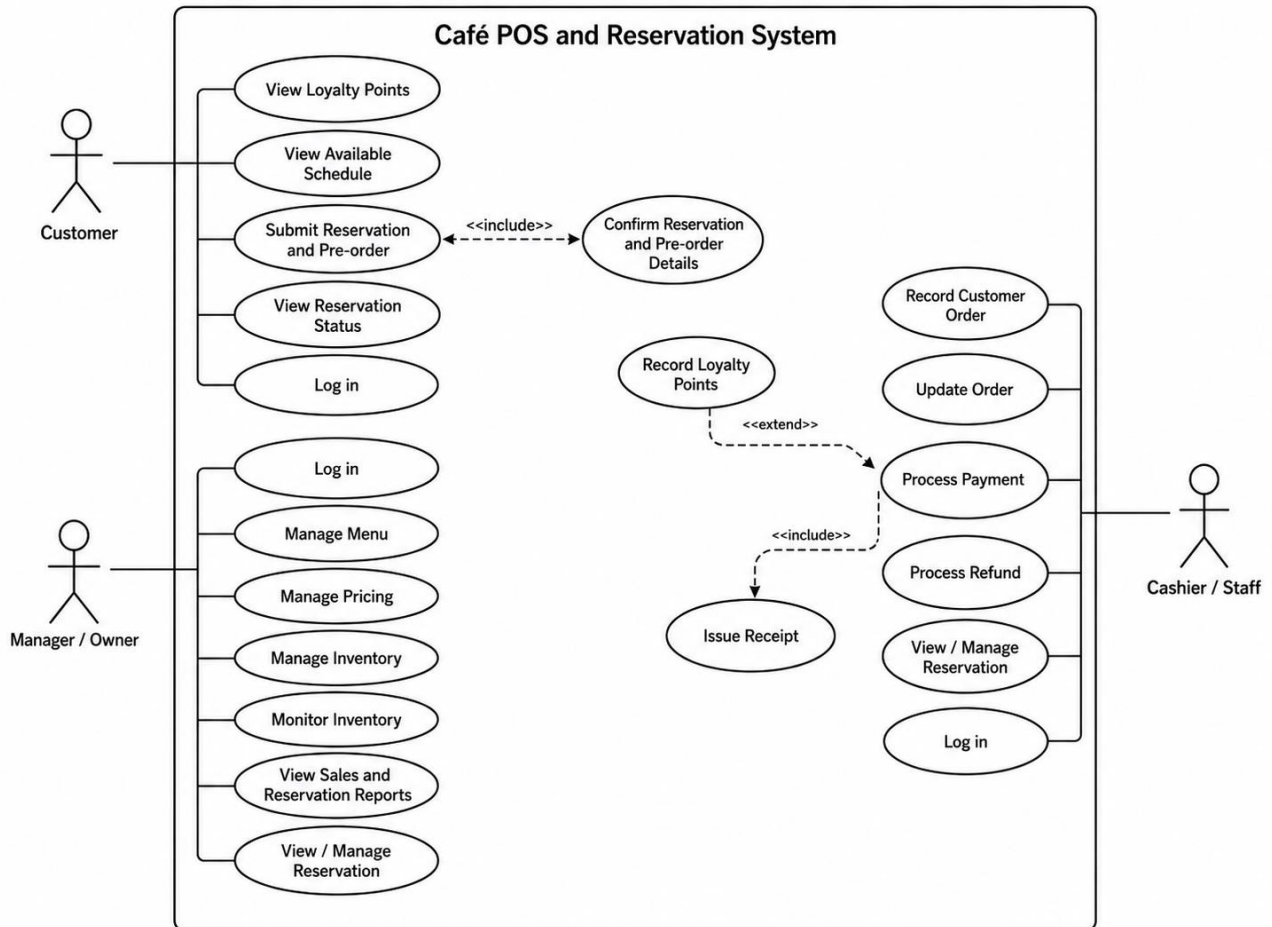 Café POS and Reservation System
View Loyalty Points
View Available
Schedule
Customer
Submit Reservation
and Pre-order
<<include>>
Confirm Reservation
and Pre-order
Details
View Reservation
Status
Log in
Record Customer
Order
Record Loyalty
Points
Update Order
<<extend>>
Process Payment
<<include>>
Process Refund
Cashier / Staff
Issue Receipt
View / Manage
Reservation
Log in
Log in
Manage Menu
Manage Pricing
Manager / Owner
Manage Inventory
Monitor Inventory
View Sales and
Reservation Reports
View / Manage
Reservation